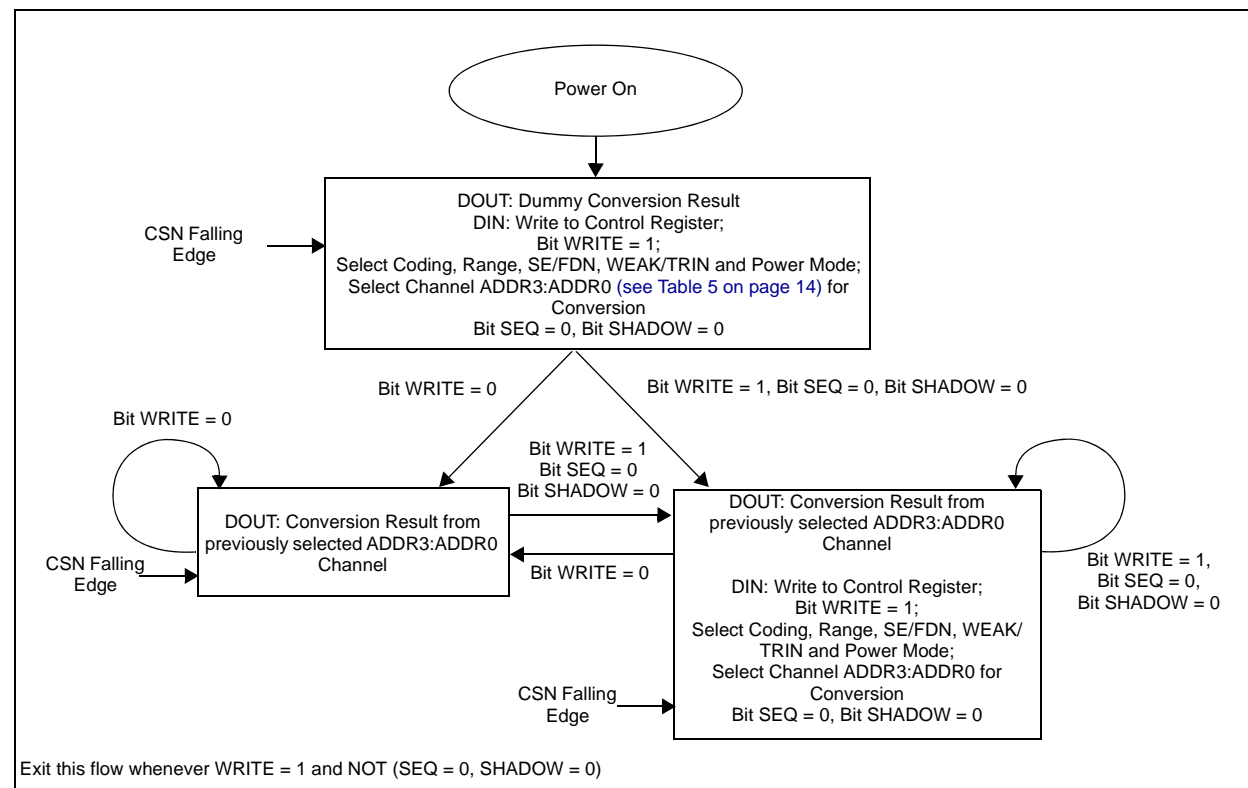 Power On
DOUT: Dummy Conversion Result
DIN: Write to Control Register;
Bit WRITE = 1;
Select Coding, Range, SE/FDN, WEAK/TRIN and Power Mode;
Select Channel ADDR3:ADDR0 (see Table 5 on page 14) for
Conversion
Bit SEQ = 0, Bit SHADOW = 0
CSN Falling
Edge
Bit WRITE = 0
Bit WRITE = 1, Bit SEQ = 0, Bit SHADOW = 0
Bit WRITE = 0
Bit WRITE = 1
Bit SEQ = 0
Bit SHADOW = 0
DOUT: Conversion Result from
previously selected ADDR3:ADDR0
Channel
CSN Falling
Edge
Bit WRITE = 0
DOUT: Conversion Result from
previously selected ADDR3:ADDR0
Channel
DIN: Write to Control Register;
Bit WRITE = 1;
Select Coding, Range, SE/FDN, WEAK/
TRIN and Power Mode;
Select Channel ADDR3:ADDR0 for
Conversion
Bit SEQ = 0, Bit SHADOW = 0
Bit WRITE = 1,
Bit SEQ = 0,
Bit SHADOW = 0
CSN Falling
Edge
Exit this flow whenever WRITE = 1 and NOT (SEQ = 0, SHADOW = 0)